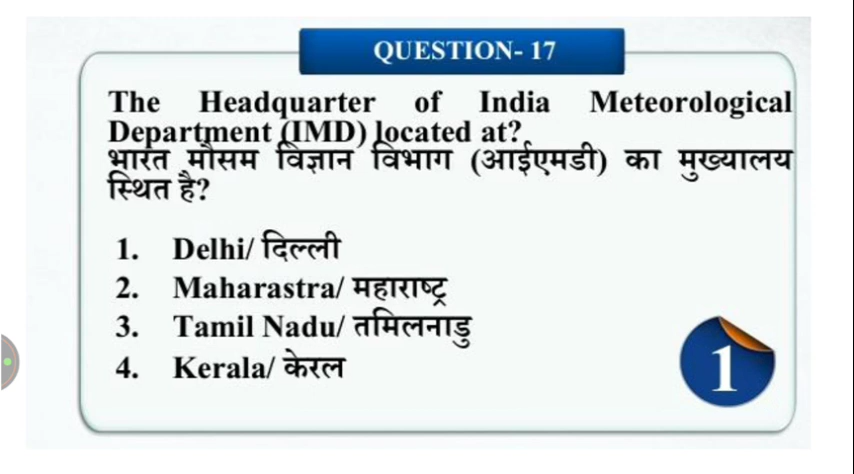 QUESTION- 17
The Headquarter of India Meteorological
Department (IMD) located at?
भारत मौसम विज्ञान विभाग (आईएमडी) का मुख्यालय
स्थित है?
1. Delhi/ दिल्ली
2. Maharastra/ महाराष्ट्र
3. Tamil Nadu/ तमिलनाडु
4. Kerala/ केरल
1